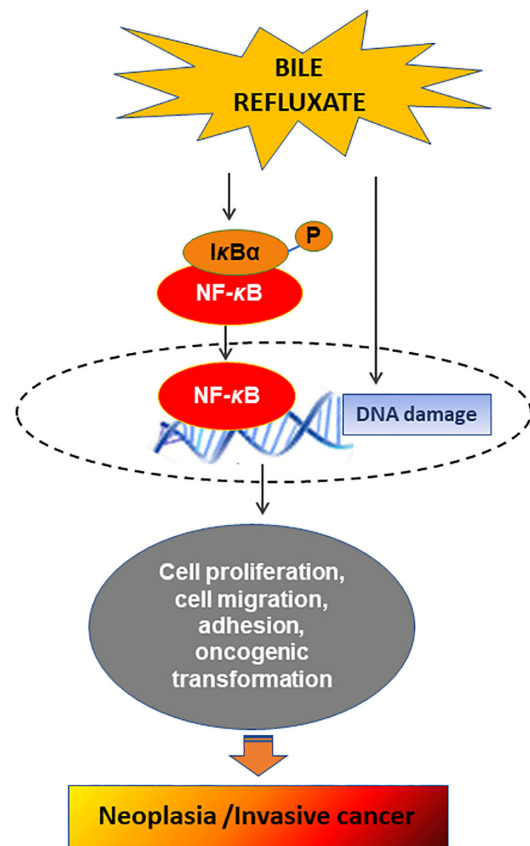 BILE
REFLUXATE
P
IκBα
NF-κB
NF-κB
DNA damage
Cell proliferation,
cell migration,
adhesion,
oncogenic
transformation
Neoplasia /Invasive cancer